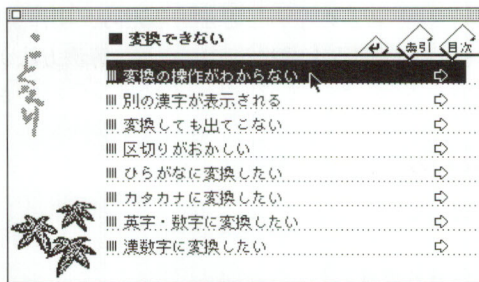 ■ 変換できない
索引 目次
変換の操作がわからない
別の漢字が表示される
変換しても出てこない
区切りがおかしい
ひらがなに変換したい
カタカナに変換したい
英字・数字に変換したい
漢数字に変換したい